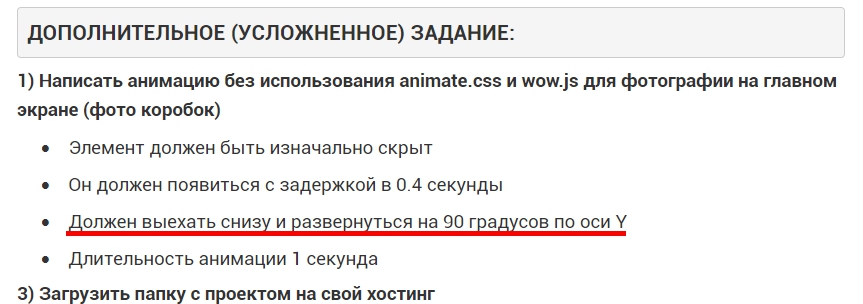 ДОПОЛНИТЕЛЬНОЕ (УСЛОЖНЕННОЕ) ЗАДАНИЕ:
1) Написать анимацию без использования animate.css и wow.js для фотографии на главном
экране (фото коробок)
• Элемент должен быть изначально скрыт
• Он должен появиться с задержкой в 0.4 секунды
• Должен выехать снизу и развернуться на 90 градусов по оси Y
• Длительность анимации 1 секунда
3) Загрузить папку с проектом на свой хостинг